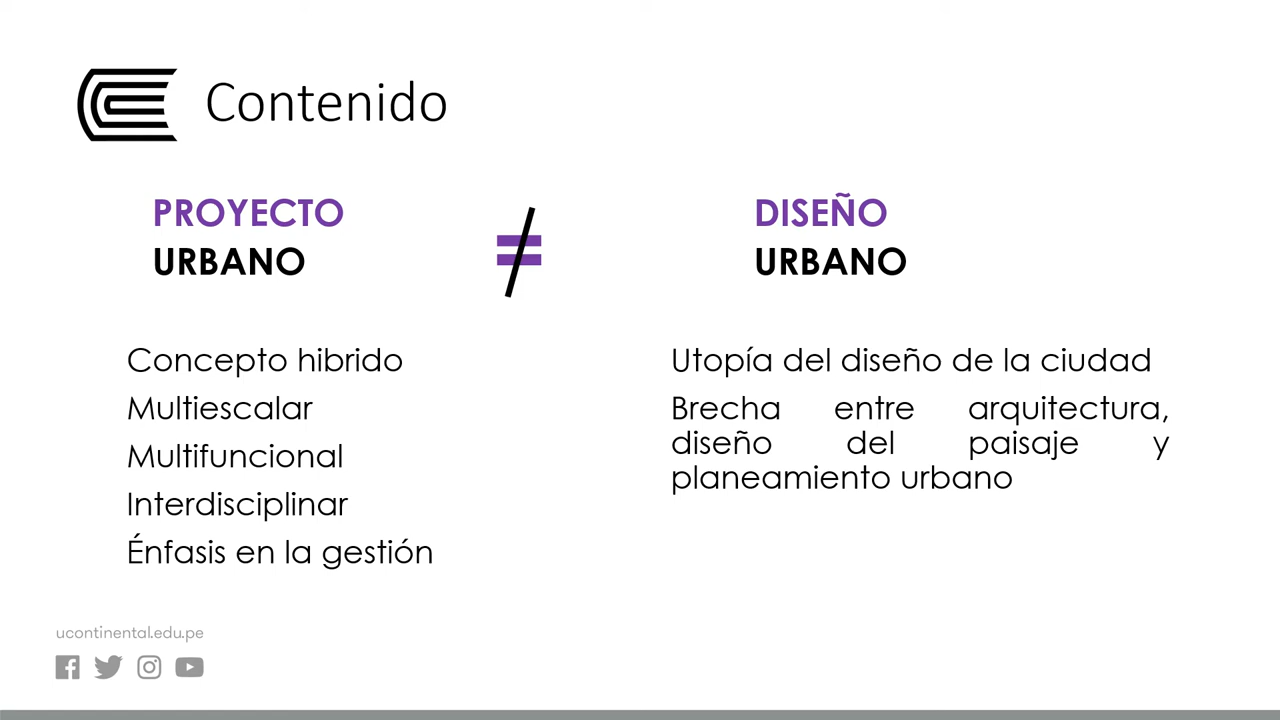 Contenido
PROYECTO
URBANO
≠
DISEÑO
URBANO
Concepto hibrido
Multiescalar
Multifuncional
Interdisciplinar
Énfasis en la gestión
Utopía del diseño de la ciudad
Brecha entre arquitectura,
diseño del paisaje y
planeamiento urbano
ucontinental.edu.pe